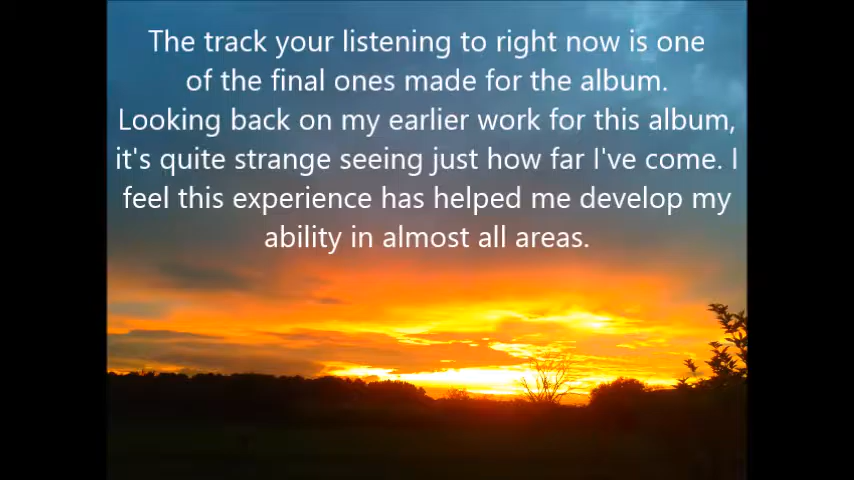 The track your listening to right now is one
of the final ones made for the album.
Looking back on my earlier work for this album,
it's quite strange seeing just how far I've come. I
feel this experience has helped me develop my
ability in almost all areas.